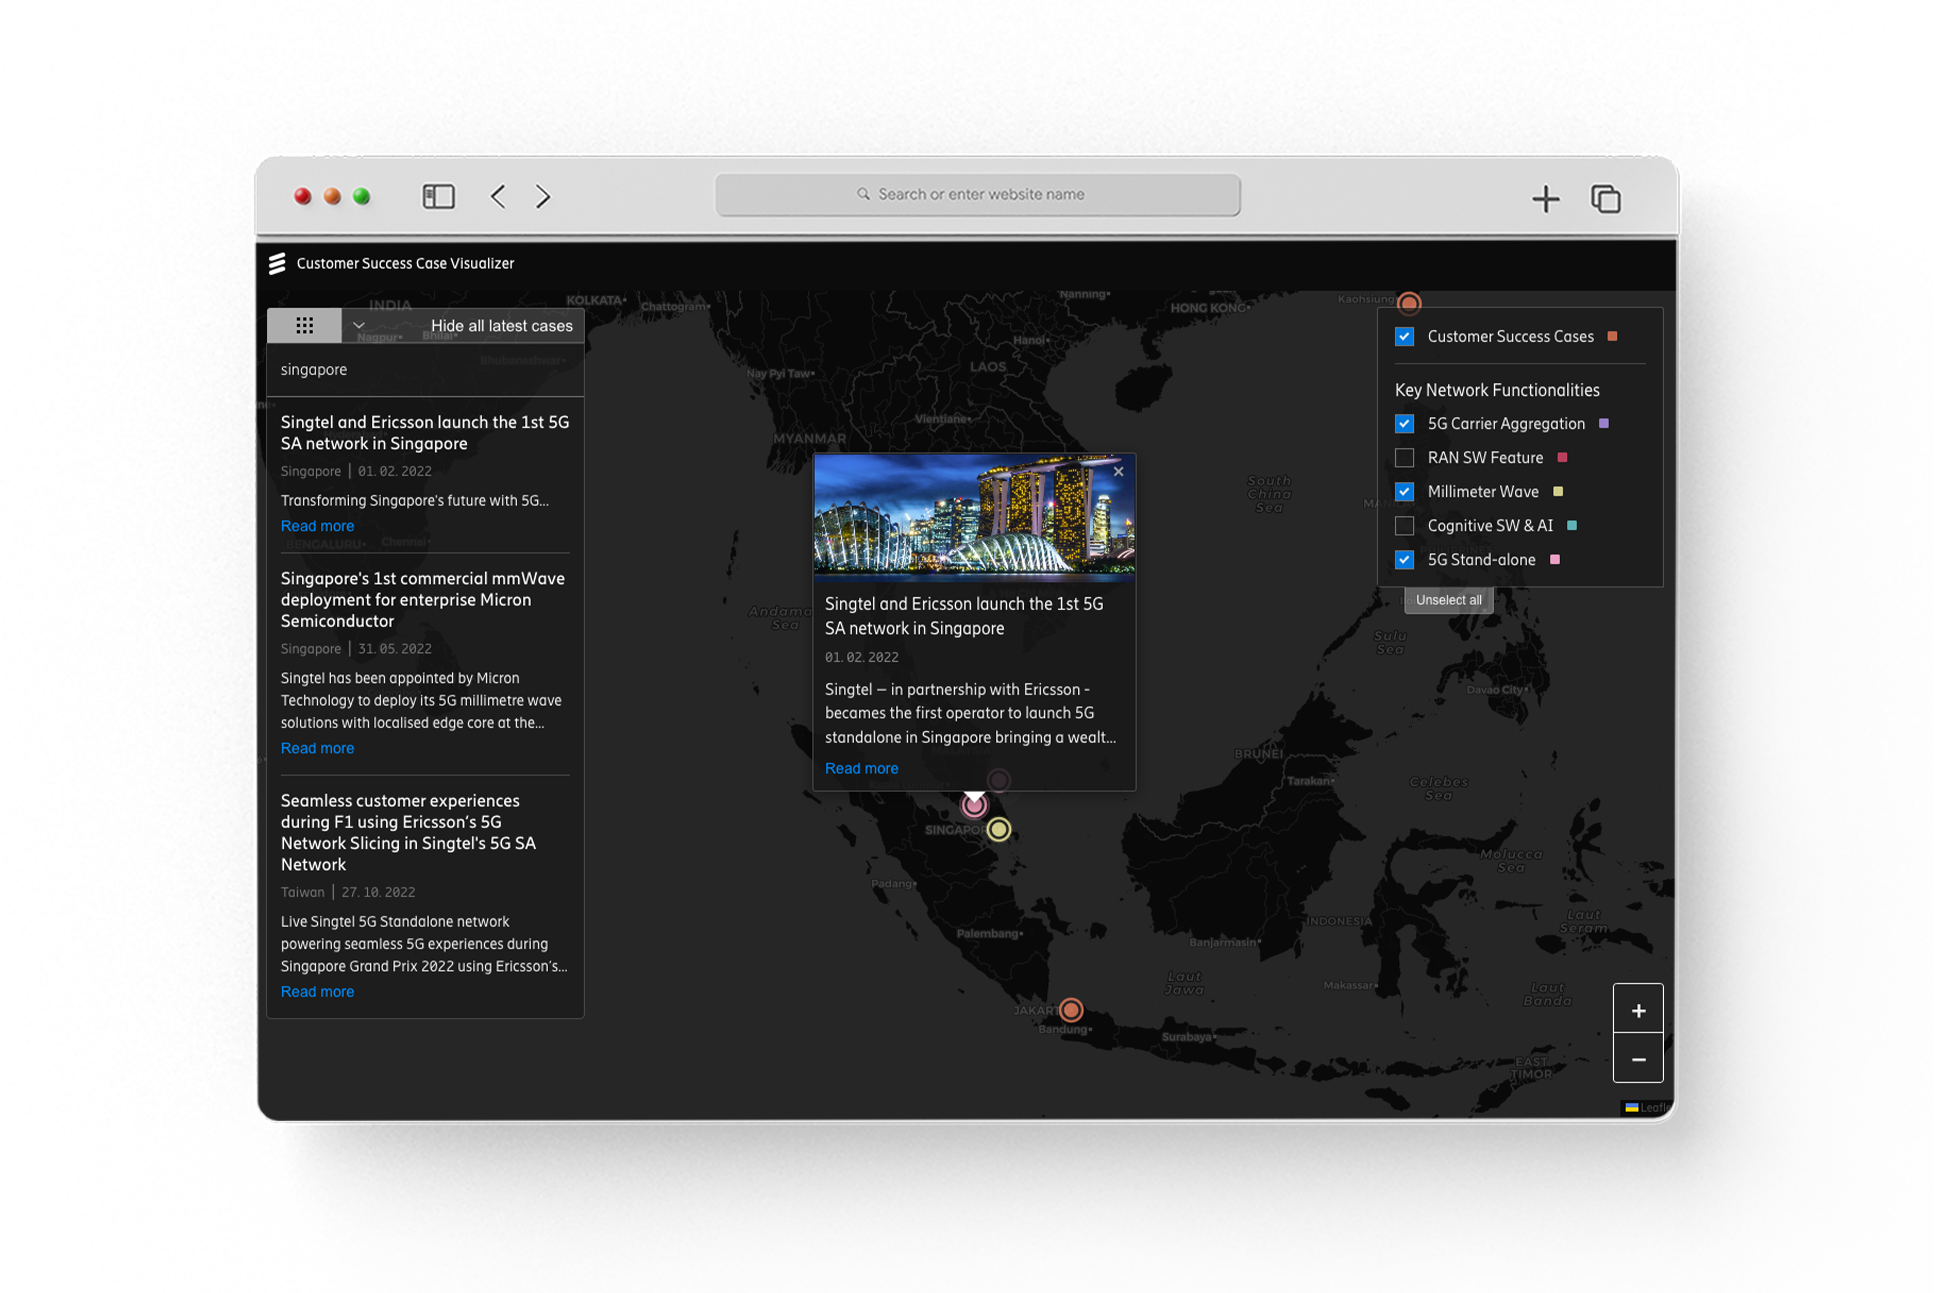 Search or enter website name
Customer Success Case Visualizer
Hide all latest cases
singapore
Singtel and Ericsson launch the 1st 5G
SA network in Singapore
Singapore | 01. 02. 2022
Transforming Singapore's future with 5G...
Read more
Singapore's 1st commercial mmWave
deployment for enterprise Micron
Semiconductor
Singapore | 31. 05. 2022
Singtel has been appointed by Micron
Technology to deploy its 5G millimetre wave
solutions with localised edge core at the...
Read more
Seamless customer experiences
during F1 using Ericsson’s 5G
Network Slicing in Singtel's 5G SA
Network
Taiwan | 27. 10. 2022
Live Singtel 5G Standalone network
powering seamless 5G experiences during
Singapore Grand Prix 2022 using Ericsson’s...
Read more
INDIA
Nagpur
Bhilai
KOLKATA
Chattogram
Bhubaneshwar
BENGALURU
Chennai
Nay Pyi Taw
MYANMAR
LAOS
Hanoi
Vientiane
Nanning
HONG KONG
Kaohsiung
South
China
Sea
Sea
Singtel and Ericsson launch the 1st 5G
SA network in Singapore
01. 02. 2022
Singtel – in partnership with Ericsson -
becames the first operator to launch 5G
standalone in Singapore bringing a wealt...
Read more
Customer Success Cases
Key Network Functionalities
5G Carrier Aggregation
RAN SW Feature
Millimeter Wave
Cognitive SW & AI
5G Stand-alone
Unselect all
Sulu
Sea
Davao City
BRUNEI
Tarakan
Celebes
Sea
Molucca
Sea
Laut
Seram
INDONESIA
Banjarmasin
Makassar
Laut
Banda
Laut
Jawa
Padang
Palembang
Bandung
Surabaya
EAST
TIMOR
+
−